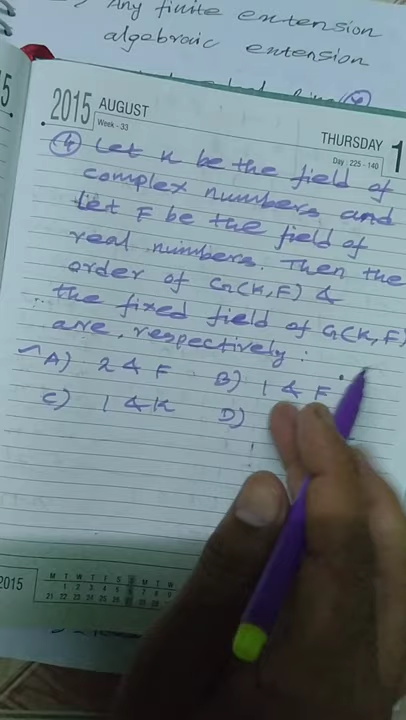 Any finite extension
algebraic extension
2015 AUGUST
Week - 33
THURSDAY 1
Day : 225 - 140
4 Let K be the field of
complex numbers and
let F be the field of
real numbers. Then the
order of G(K,F) &
the fixed field of G(K,F)
are, respectively:
A) 2 & F B) 1 & F
C) 1 & K D)
2015
M T W T F S S M T W